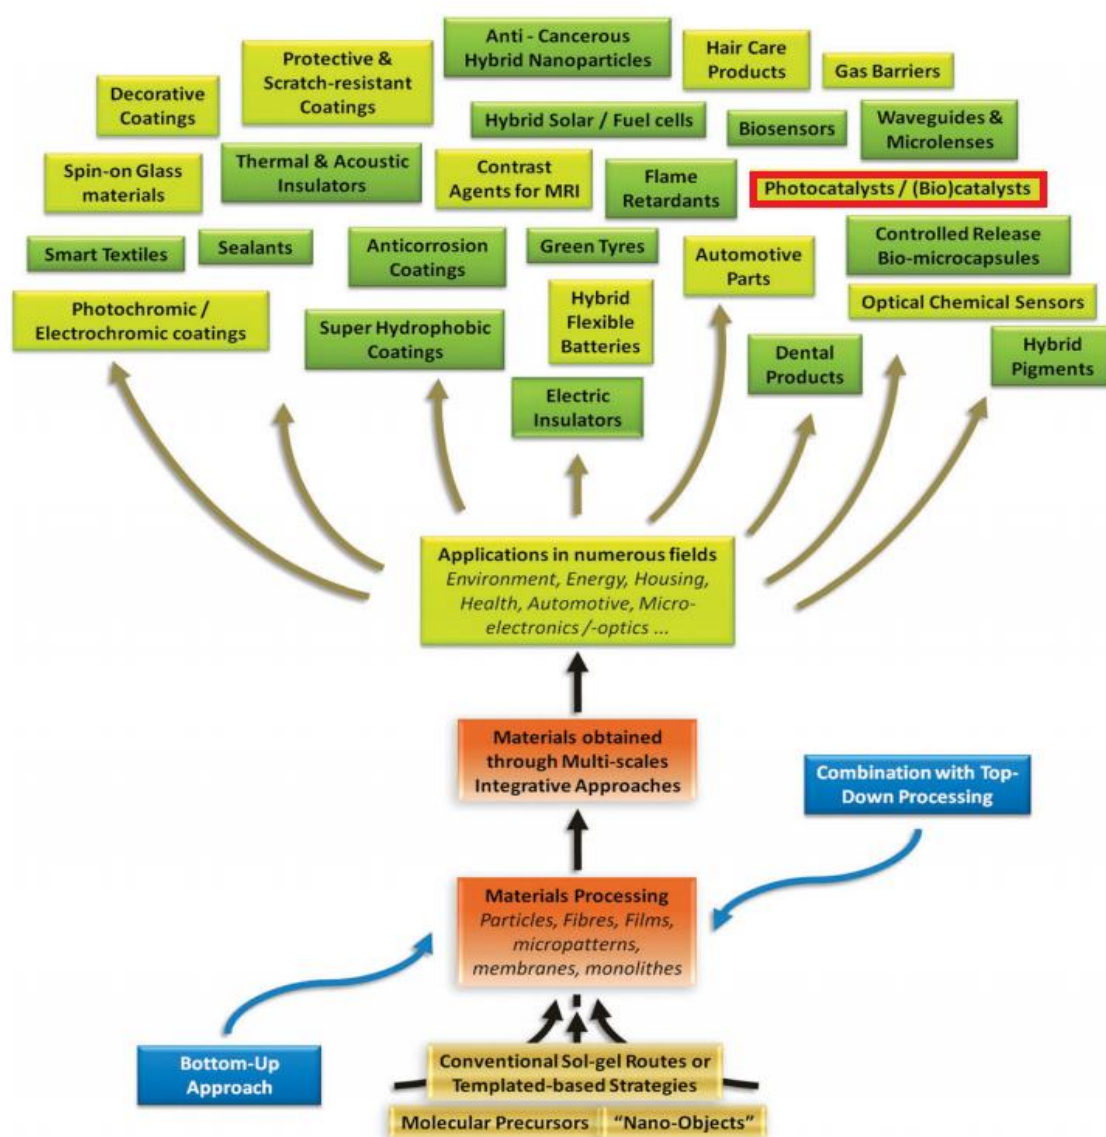 Anti - Cancerous
Hybrid Nanoparticles
Hair Care
Products
Gas Barriers
Protective &
Scratch-resistant
Coatings
Decorative
Coatings
Hybrid Solar / Fuel cells
Biosensors
Waveguides &
Microlenses
Spin-on Glass
materials
Thermal & Acoustic
Insulators
Contrast
Agents for MRI
Flame
Retardants
Photocatalysts / (Bio)catalysts
Smart Textiles
Sealants
Anticorrosion
Coatings
Green Tyres
Automotive
Parts
Controlled Release
Bio-microcapsules
Photochromic /
Electrochromic coatings
Super Hydrophobic
Coatings
Hybrid
Flexible
Batteries
Optical Chemical Sensors
Dental
Products
Hybrid
Pigments
Electric
Insulators
Applications in numerous fields
Environment, Energy, Housing,
Health, Automotive, Micro-
electronics /-optics ...
Materials obtained
through Multi-scales
Integrative Approaches
Combination with Top-
Down Processing
Materials Processing
Particles, Fibres, Films,
micropatterns,
membranes, monolithes
Bottom-Up
Approach
Conventional Sol-gel Routes or
Templated-based Strategies
Molecular Precursors
"Nano-Objects"